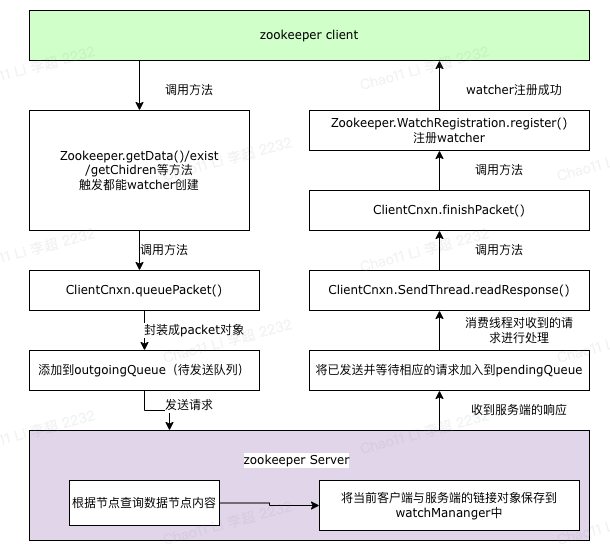 zookeeper client
调用方法
Zookeeper.getData()/exist
/getChidren等方法
触发都能watcher创建
调用方法
ClientCnxn.queuePacket()
封装成packet对象
添加到outgoingQueue（待发送队列）
发送请求
zookeeper Server
根据节点查询数据节点内容
将当前客户端与服务端的链接对象保存到
watchMananger中
收到服务端的响应
将已发送并等待相应的请求加入到pendingQueue
消费线程对收到的请
求进行处理
ClientCnxn.SendThread.readResponse()
调用方法
ClientCnxn.finishPacket()
调用方法
Zookeeper.WatchRegistration.register()
注册watcher
watcher注册成功
Chao11 Li 李超 2232